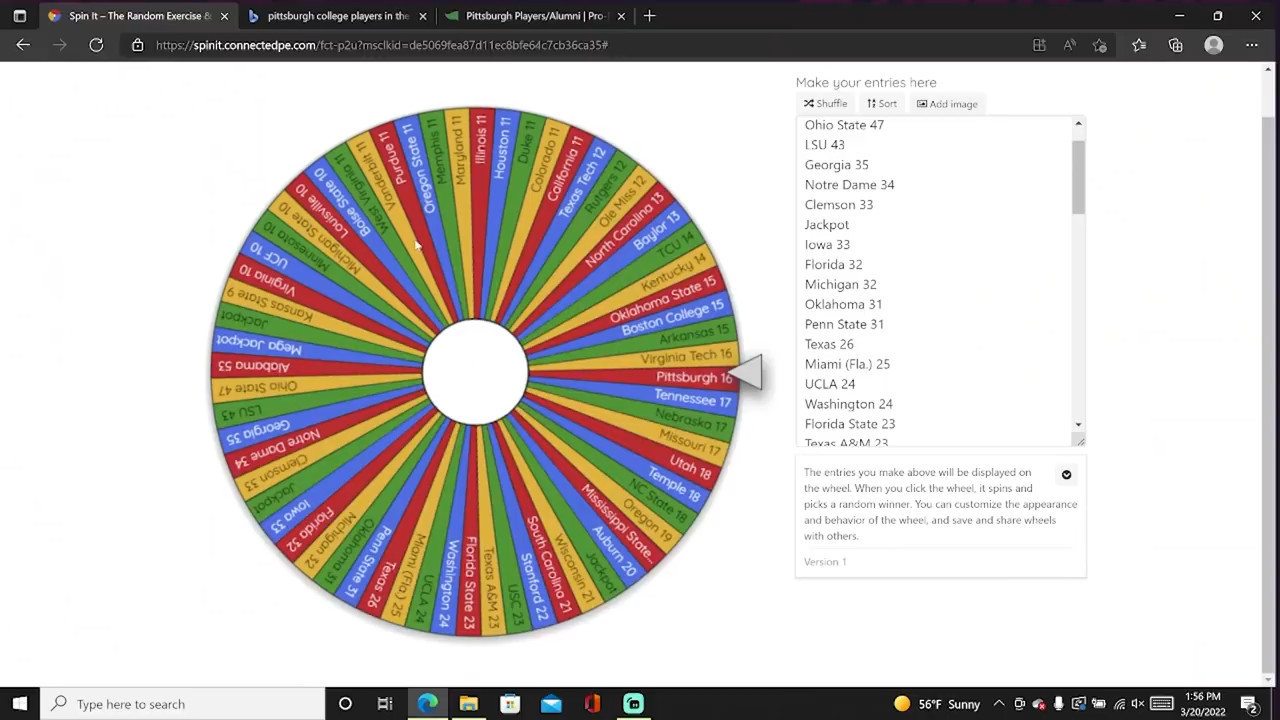 Spin It – The Random Exercise &
pittsburgh college players in the
Pittsburgh Players/Alumni | Pro-
https://spinit.connectedpe.com/fct-p2u?msclkid=de5069fea87d11ec8bfe64c7cb36ca35#
Make your entries here
Shuffle
Sort
Add image
Ohio State 47
LSU 43
Georgia 35
Notre Dame 34
Clemson 33
Jackpot
Iowa 33
Florida 32
Michigan 32
Oklahoma 31
Penn State 31
Texas 26
Miami (Fla.) 25
UCLA 24
Washington 24
Florida State 23
Texas A&M 23
The entries you make above will be displayed on
the wheel. When you click the wheel, it spins and
picks a random winner. You can customize the appearance
and behavior of the wheel, and save and share wheels
with others.
Version 1
Illinois 11
Houston 11
Duke 11
Colorado 11
California 11
Texas Tech 12
Rutgers 12
Ole Miss 12
North Carolina 13
Baylor 13
TCU 14
Kentucky 14
Oklahoma State 15
Boston College 15
Arkansas 15
Virginia Tech 16
Pittsburgh 16
Tennessee 17
Nebraska 17
Missouri 17
Utah 18
Temple 18
NC State 18
Oregon 19
Mississippi State...
Auburn 20
Jackpot
Wisconsin 21
South Carolina 21
Stanford 22
USC 23
Texas A&M 23
Florida State 23
Washington 24
UCLA 24
Miami (Fla.) 25
Texas 26
Penn State 31
Oklahoma 31
Michigan 32
Florida 32
Iowa 33
Jackpot
Clemson 33
Notre Dame 34
Georgia 35
LSU 43
Ohio State 47
Alabama 53
Mega Jackpot
Jackpot
Kansas State 9
Virginia 10
UCF 10
Minnesota 10
Michigan State 10
Louisville 10
Boise State 10
West Virginia 11
Vanderbilt 11
Purdue 11
Oregon State 11
Memphis 11
Maryland 11
Type here to search
56°F Sunny
1:56 PM
3/20/2022
2